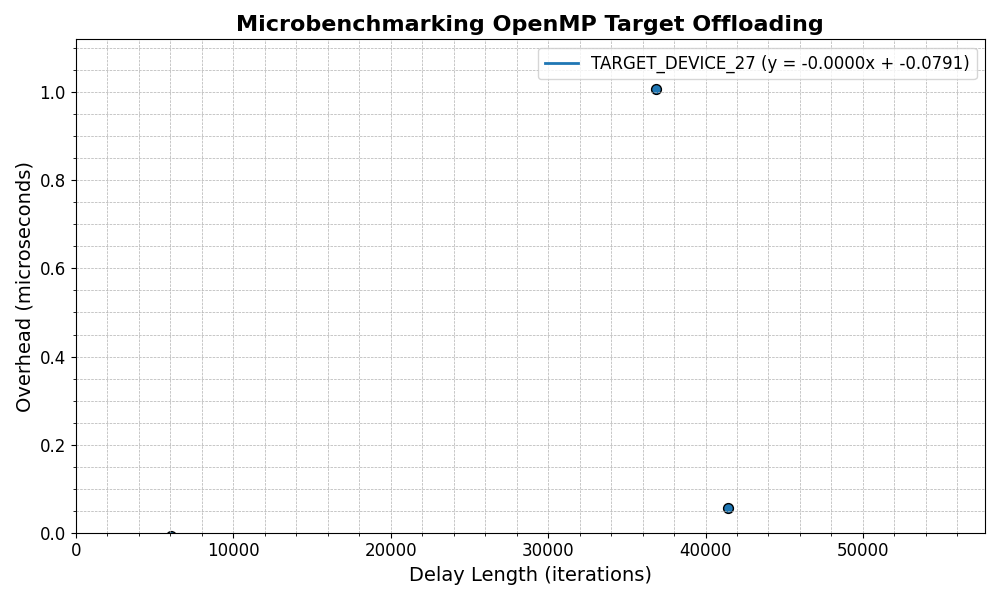 Microbenchmarking OpenMP Target Offloading
TARGET_DEVICE_27 (y = -0.0000x + -0.0791)
1.0
0.8
0.6
0.4
0.2
0.0
Overhead (microseconds)
0 10000 20000 30000 40000 50000
Delay Length (iterations)